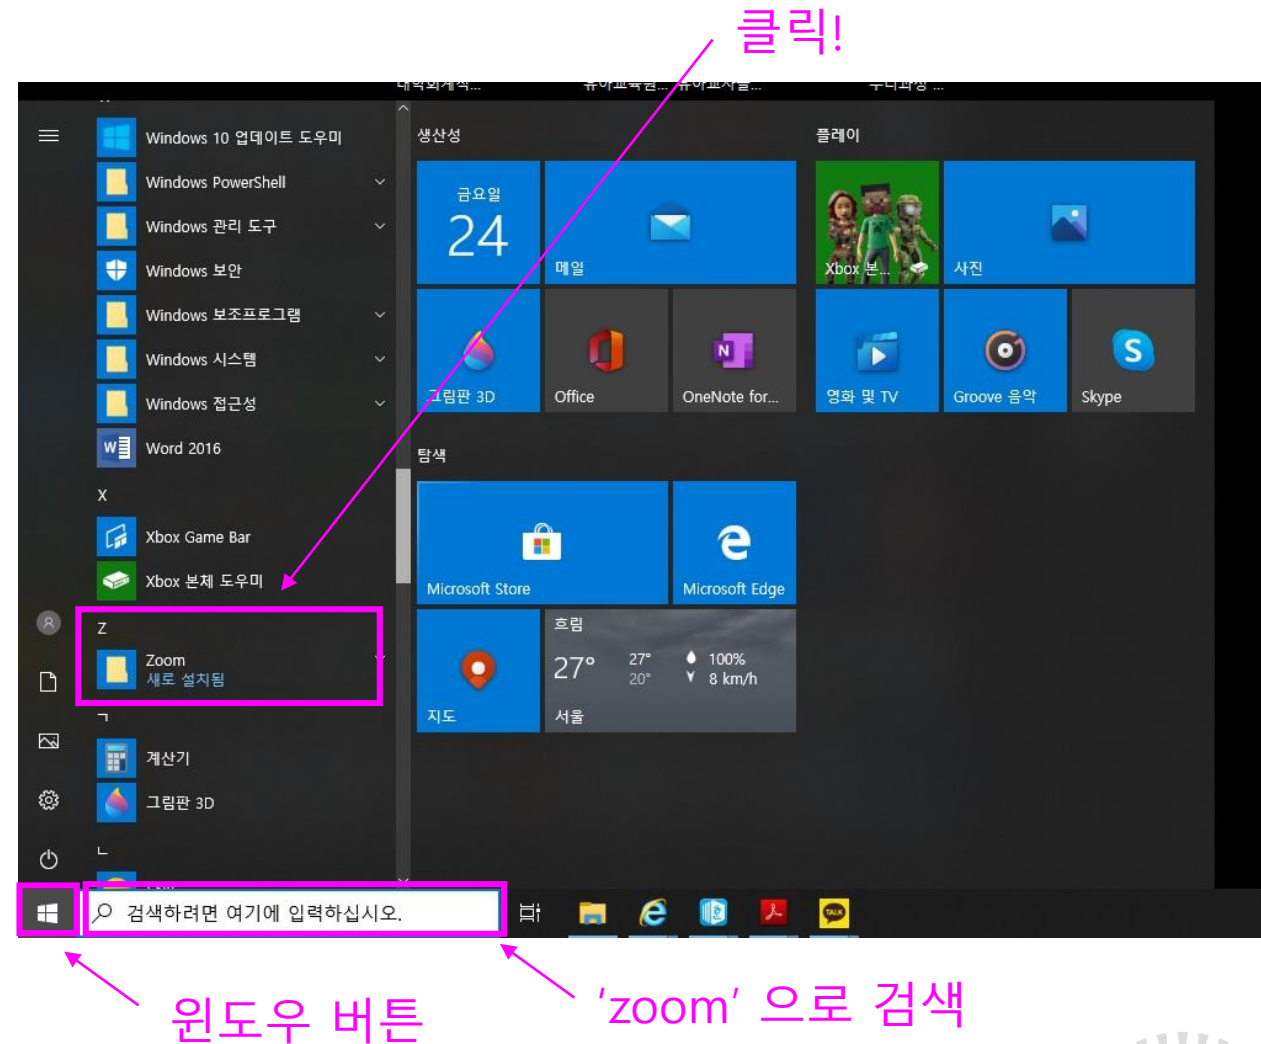 클릭!
Windows 10 업데이트 도우미
Windows PowerShell
Windows 관리 도구
Windows 보안
Windows 보조프로그램
Windows 시스템
Windows 접근성
Word 2016
X
Xbox Game Bar
Xbox 본체 도우미
Z
Zoom
새로 설치됨
ㄱ
계산기
그림판 3D
ㄴ
생산성
금요일
24
메일
그림판 3D
Office
OneNote for...
탐색
Microsoft Store
Microsoft Edge
지도
흐림
27°
27°
20°
100%
8 km/h
서울
플레이
Xbox 본...
사진
영화 및 TV
Groove 음악
Skype
검색하려면 여기에 입력하십시오.
TALK
윈도우 버튼
'zoom' 으로 검색